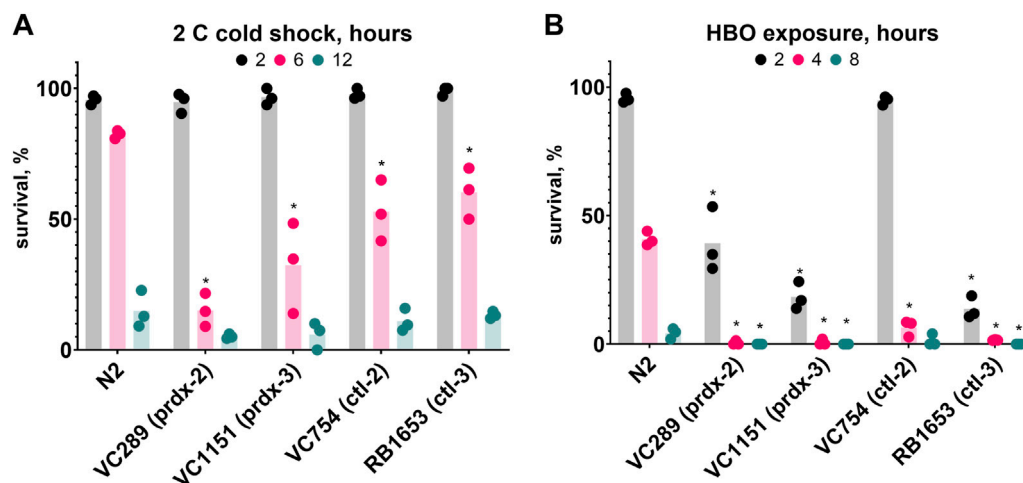 A
2 C cold shock, hours
2 6 12
survival, %
100
50
0
* * * *
N2
VC289 (prdx-2)
VC1151 (prdx-3)
VC754 (ctl-2)
RB1653 (ctl-3)
B
HBO exposure, hours
2 4 8
survival, %
100
50
0
* * * * * * * * * *
N2
VC289 (prdx-2)
VC1151 (prdx-3)
VC754 (ctl-2)
RB1653 (ctl-3)